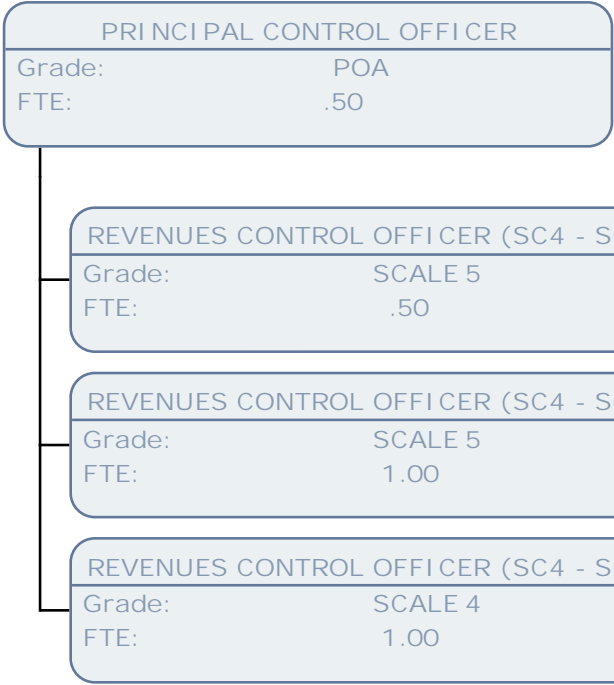 PRINCIPAL CONTROL OFFICER
Grade: POA
FTE: .50
REVENUES CONTROL OFFICER (SC4 - S
Grade: SCALE 5
FTE: .50
REVENUES CONTROL OFFICER (SC4 - S
Grade: SCALE 5
FTE: 1.00
REVENUES CONTROL OFFICER (SC4 - S
Grade: SCALE 4
FTE: 1.00